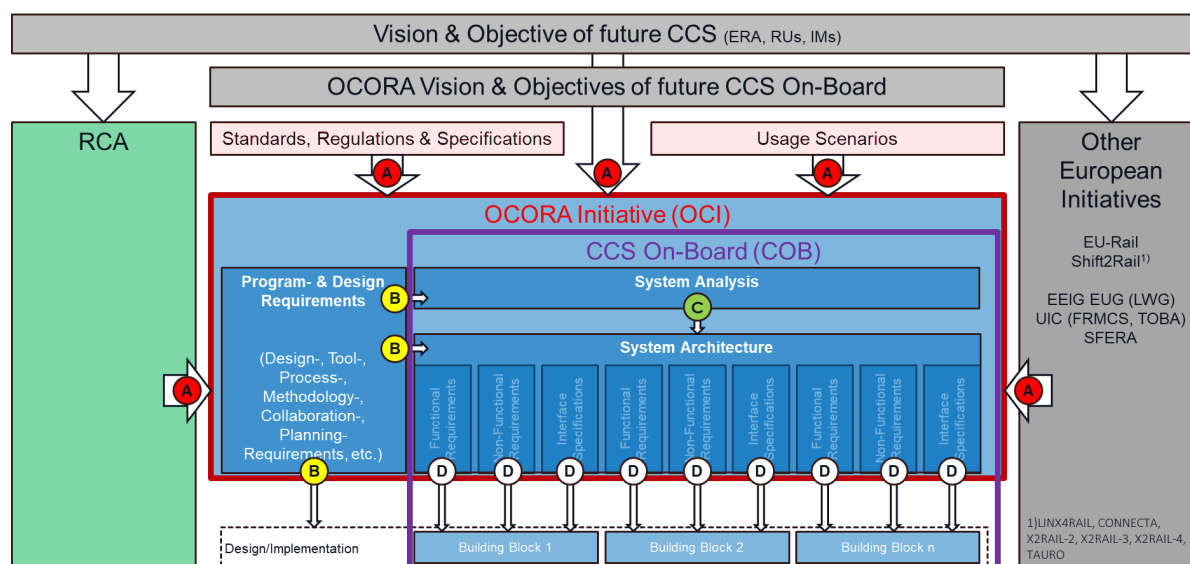 Vision & Objective of future CCS (ERA, RUs, IMs)
OCORA Vision & Objectives of future CCS On-Board
RCA
Standards, Regulations & Specifications
Usage Scenarios
Other
European
Initiatives
EU-Rail
Shift2Rail1)
EEIG EUG (LWG)
UIC (FRMCS, TOBA)
SFERA
1)LINX4RAIL, CONNECTA,
X2RAIL-2, X2RAIL-3, X2RAIL-4,
TAURO
A
A
A
OCORA Initiative (OCI)
CCS On-Board (COB)
Program- & Design
Requirements
(Design-, Tool-,
Process-,
Methodology-,
Collaboration-,
Planning-
Requirements, etc.)
B
System Analysis
C
B
System Architecture
A
A
Functional
Requirements
Non-Functional
Requirements
Interface
Specifications
Functional
Requirements
Non-Functional
Requirements
Interface
Specifications
Functional
Requirements
Non-Functional
Requirements
Interface
Specifications
B
D
D
D
D
D
D
D
D
D
Design/Implementation
Building Block 1
Building Block 2
Building Block n